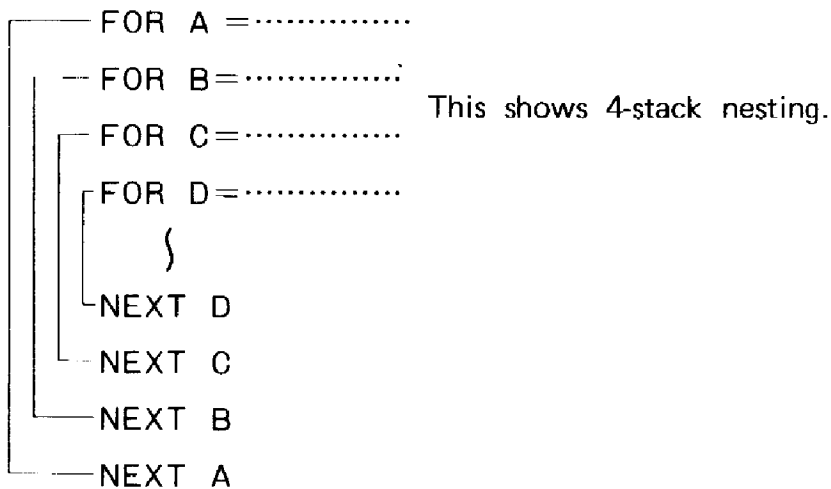 FOR A =···············
FOR B=···············
This shows 4-stack nesting.
FOR C=···············
FOR D=···············
NEXT D
NEXT C
NEXT B
NEXT A